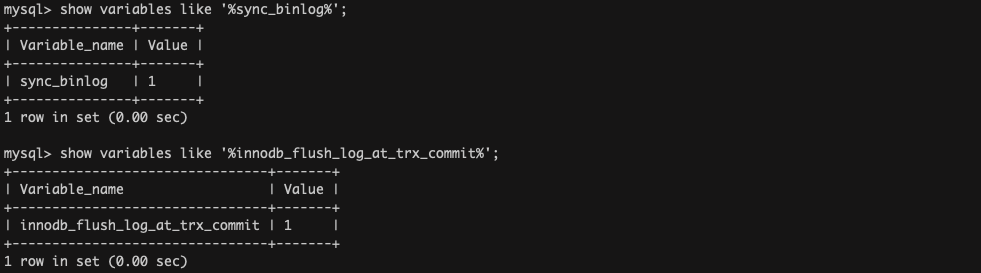 mysql> show variables like '%sync_binlog%';
+---------------+-------+
| Variable_name | Value |
+---------------+-------+
| sync_binlog   | 1     |
+---------------+-------+
1 row in set (0.00 sec)

mysql> show variables like '%innodb_flush_log_at_trx_commit%';
+--------------------------------+-------+
| Variable_name                  | Value |
+--------------------------------+-------+
| innodb_flush_log_at_trx_commit | 1     |
+--------------------------------+-------+
1 row in set (0.00 sec)